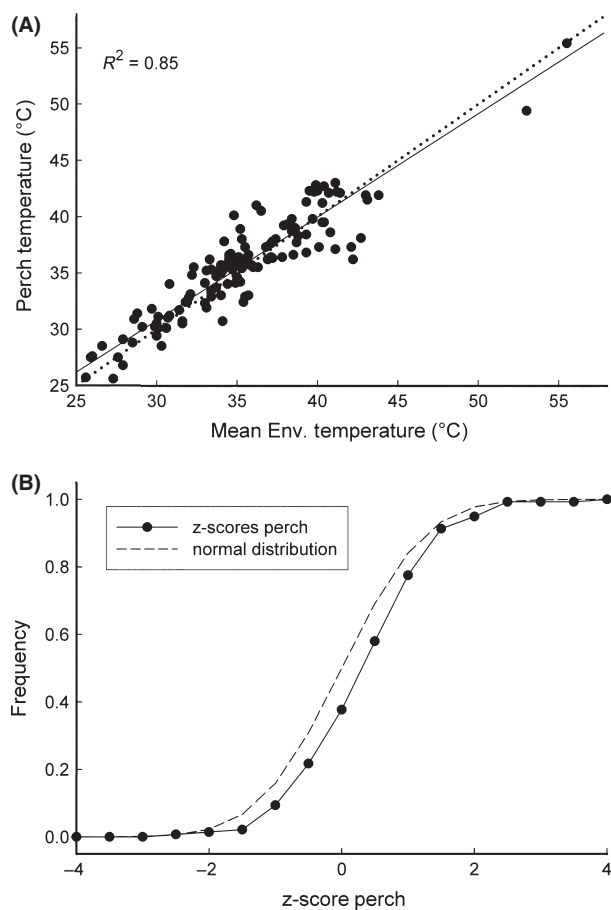 (A)
R² = 0.85
Perch temperature (°C)
55
50
45
40
35
30
25
25 30 35 40 45 50 55
Mean Env. temperature (°C)
(B)
z-scores perch
normal distribution
Frequency
1.0
0.8
0.6
0.4
0.2
0.0
–4 –2 0 2 4
z-score perch